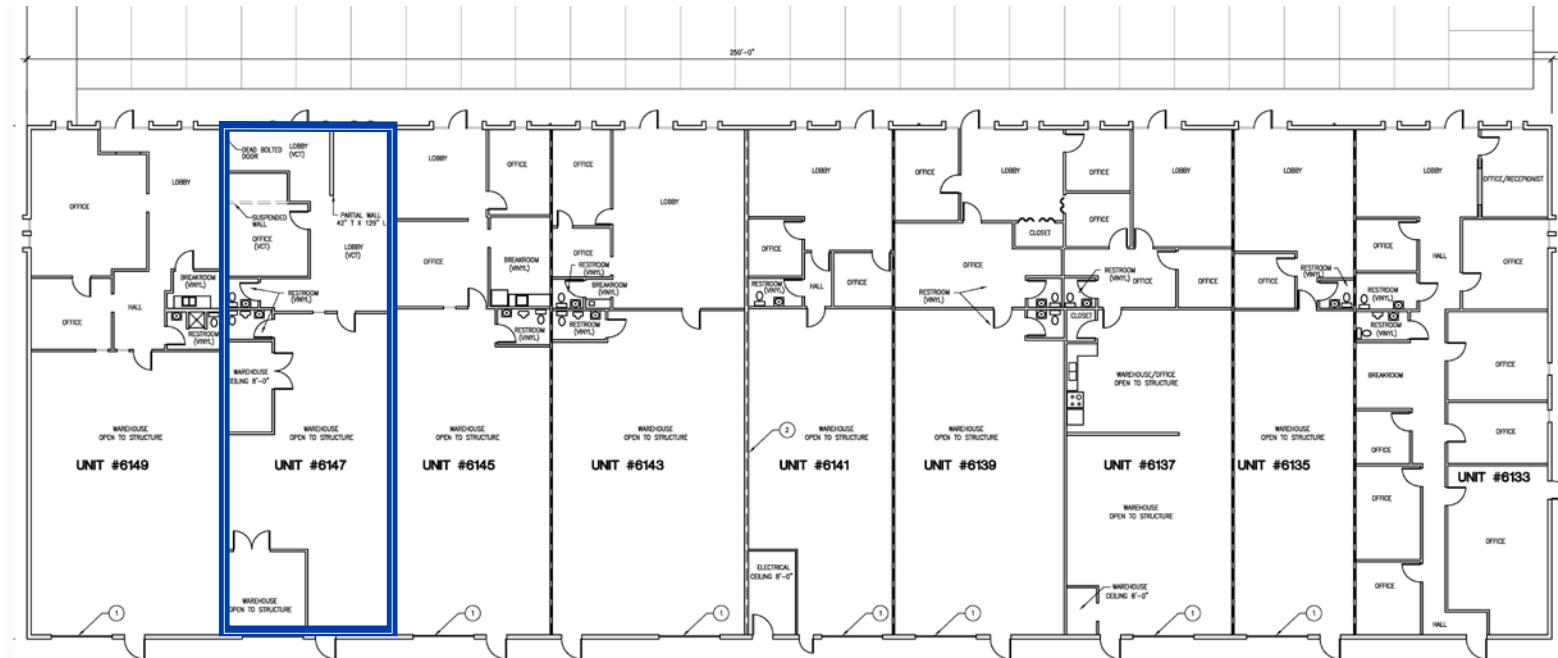 250'-0"
OFFICE
LOBBY
OFFICE
HALL
BREAKROOM
(VINYL)
RESTROOM
(VINYL)
WAREHOUSE
OPEN TO STRUCTURE
UNIT #6149
1
DEAD BOLTED
DOOR
LOBBY
(VCT)
SUSPENDED
WALL
OFFICE
(VCT)
PARTIAL WALL
42" T X 129" L
LOBBY
(VCT)
RESTROOM
(VINYL)
WAREHOUSE
CEILING 8'-0"
WAREHOUSE
OPEN TO STRUCTURE
UNIT #6147
WAREHOUSE
OPEN TO STRUCTURE
LOBBY
OFFICE
OFFICE
BREAKROOM
(VINYL)
RESTROOM
(VINYL)
WAREHOUSE
OPEN TO STRUCTURE
UNIT #6145
1
OFFICE
LOBBY
OFFICE
RESTROOM
(VINYL)
BREAKROOM
(VINYL)
RESTROOM
(VINYL)
WAREHOUSE
OPEN TO STRUCTURE
UNIT #6143
1
LOBBY
OFFICE
RESTROOM
(VINYL)
HALL
OFFICE
2
WAREHOUSE
OPEN TO STRUCTURE
UNIT #6141
ELECTRICAL
CEILING 8'-0"
1
OFFICE
LOBBY
CLOSET
OFFICE
RESTROOM
(VINYL)
WAREHOUSE
OPEN TO STRUCTURE
UNIT #6139
1
OFFICE
OFFICE
LOBBY
RESTROOM
(VINYL)
OFFICE
OFFICE
CLOSET
WAREHOUSE/OFFICE
OPEN TO STRUCTURE
UNIT #6137
WAREHOUSE
OPEN TO STRUCTURE
WAREHOUSE
CEILING 8'-0"
1
LOBBY
OFFICE
RESTROOM
(VINYL)
WAREHOUSE
OPEN TO STRUCTURE
UNIT #6135
1
LOBBY
OFFICE/RECEPIONIST
OFFICE
HALL
OFFICE
RESTROOM
(VINYL)
RESTROOM
(VINYL)
OFFICE
BREAKROOM
OFFICE
OFFICE
UNIT #6133
OFFICE
OFFICE
OFFICE
HALL